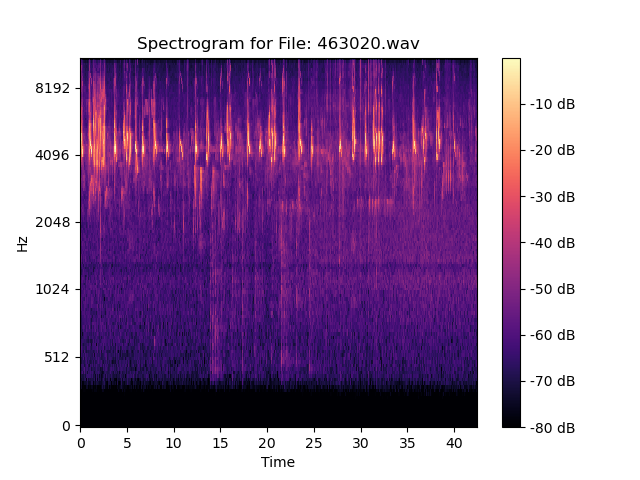 Spectrogram for File: 463020.wav
8192
4096
2048
1024
512
0
Hz
0 5 10 15 20 25 30 35 40
Time
-10 dB
-20 dB
-30 dB
-40 dB
-50 dB
-60 dB
-70 dB
-80 dB